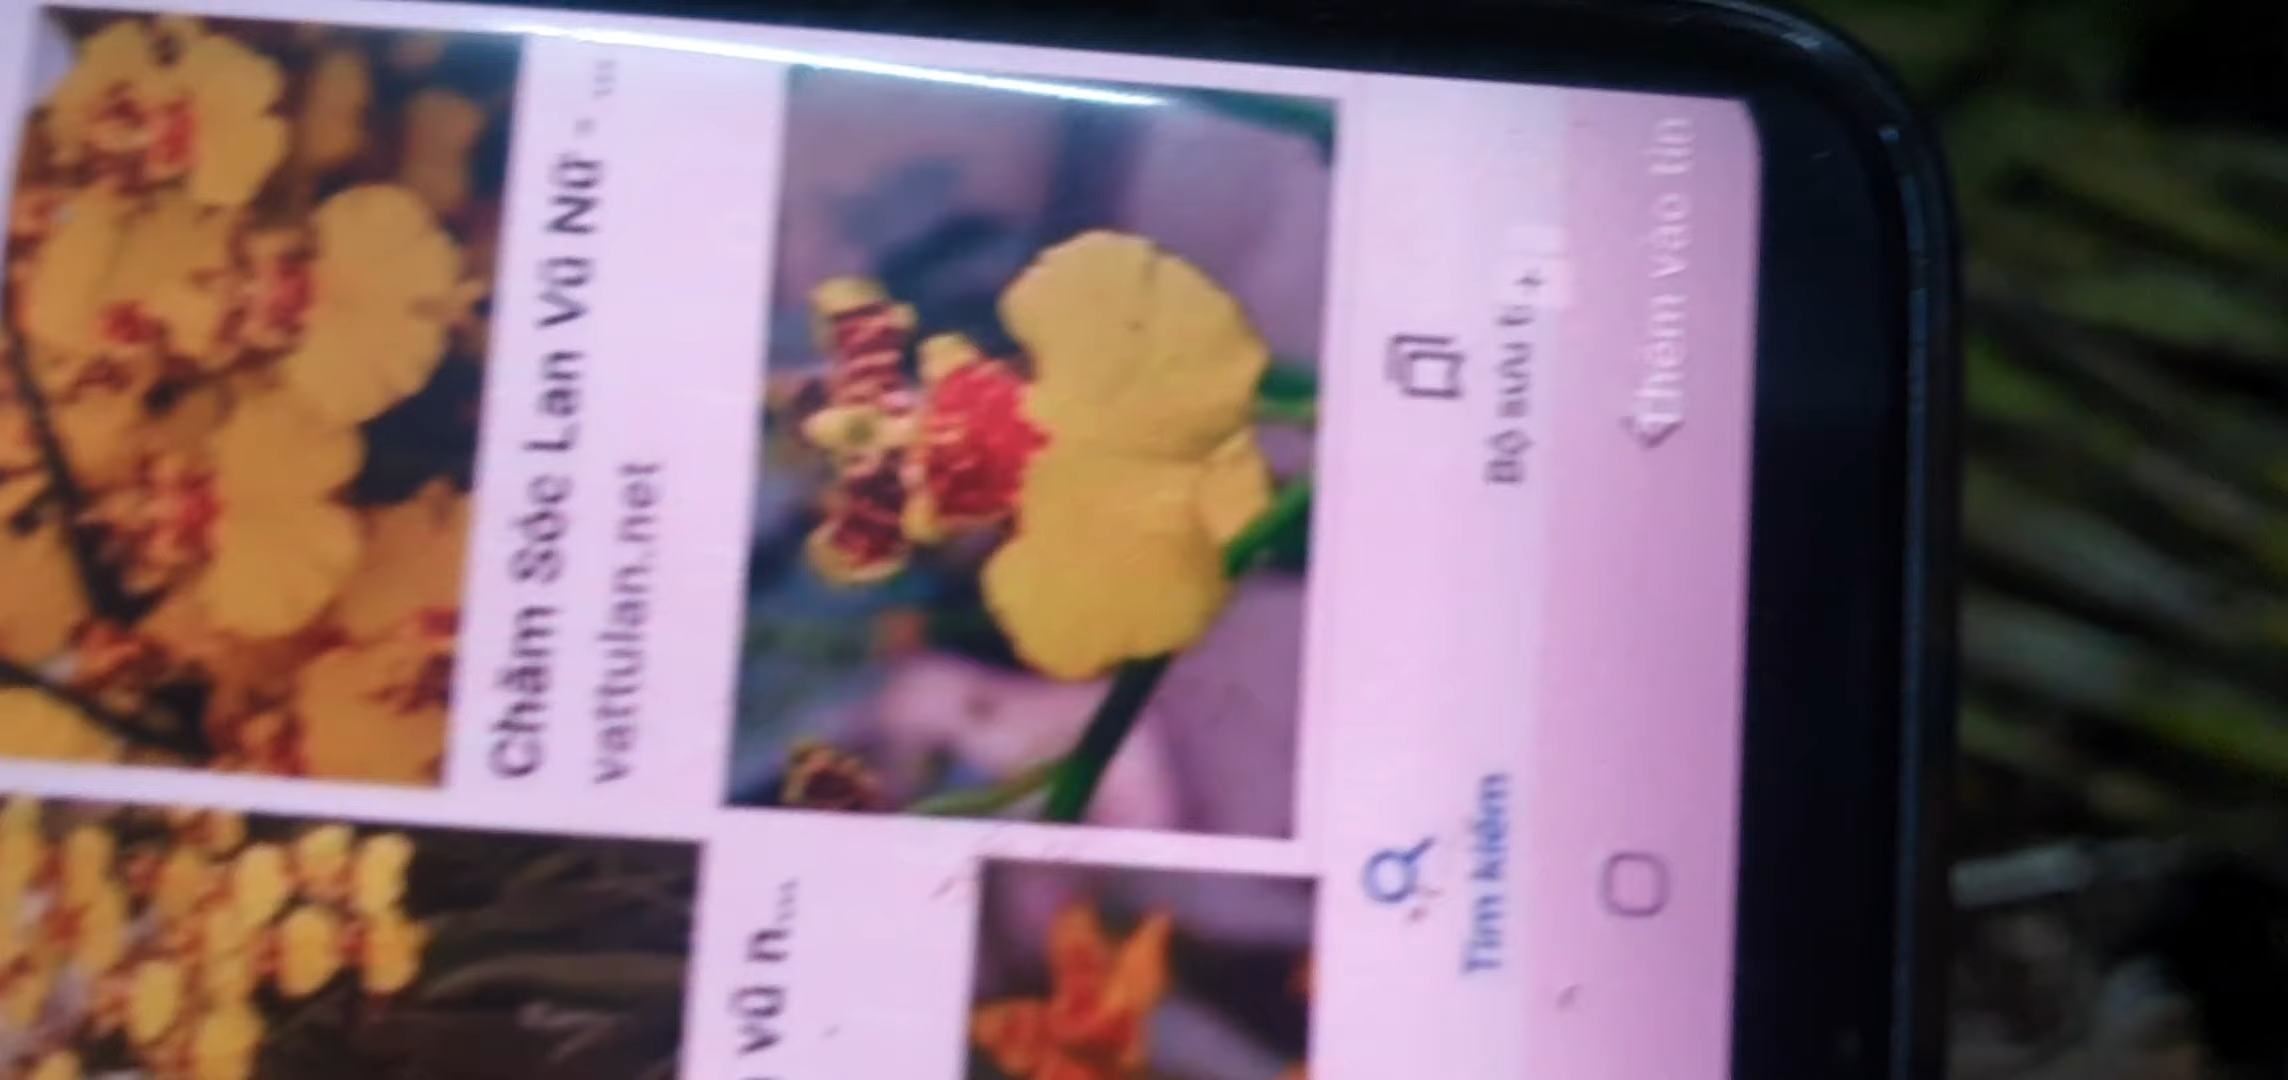 Chăm Sóc Lan Vũ Nữ - ...
vattulan.net
vũ n...
Tìm kiếm
Bộ sưu t
Thêm vào tin